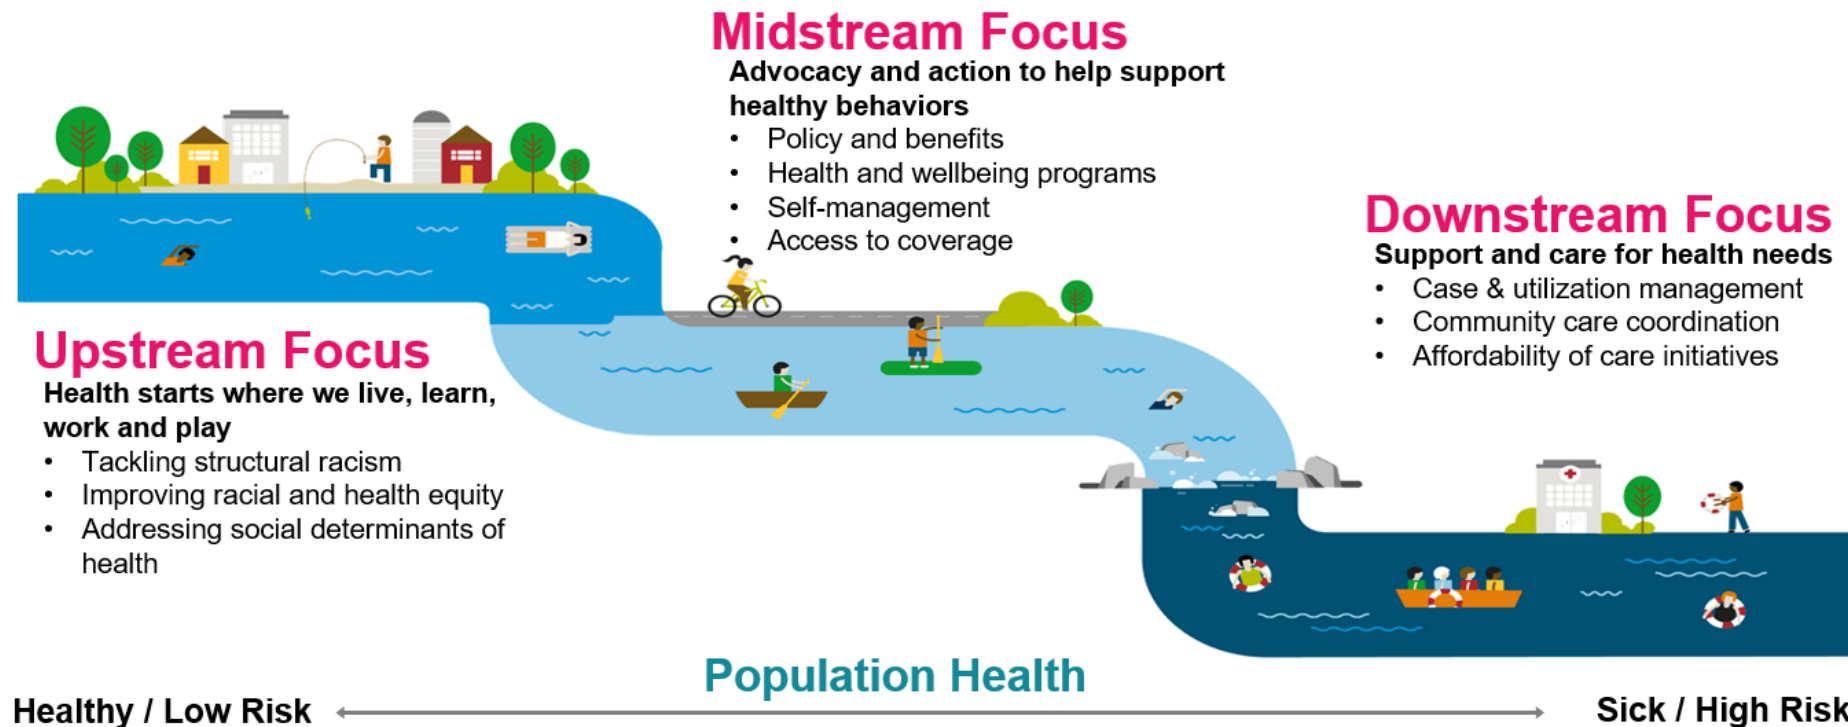 Midstream Focus
Advocacy and action to help support
healthy behaviors
• Policy and benefits
• Health and wellbeing programs
• Self-management
• Access to coverage
Downstream Focus
Support and care for health needs
• Case & utilization management
• Community care coordination
• Affordability of care initiatives
Upstream Focus
Health starts where we live, learn,
work and play
• Tackling structural racism
• Improving racial and health equity
• Addressing social determinants of
health
Population Health
Healthy / Low Risk
Sick / High Risk